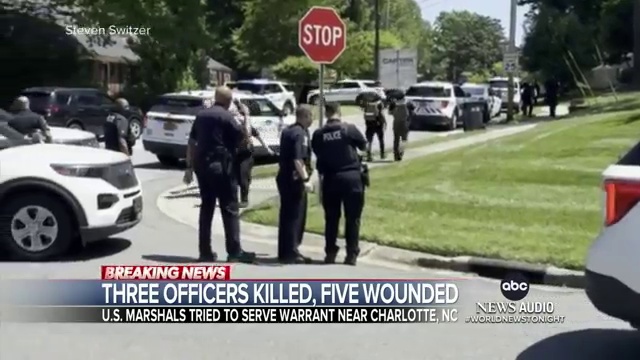 Steven Switzer
STOP
POLICE
BREAKING NEWS
THREE OFFICERS KILLED, FIVE WOUNDED
U.S. MARSHALS TRIED TO SERVE WARRANT NEAR CHARLOTTE, NC
abc
NEWS AUDIO
#WORLDNEWSTONIGHT